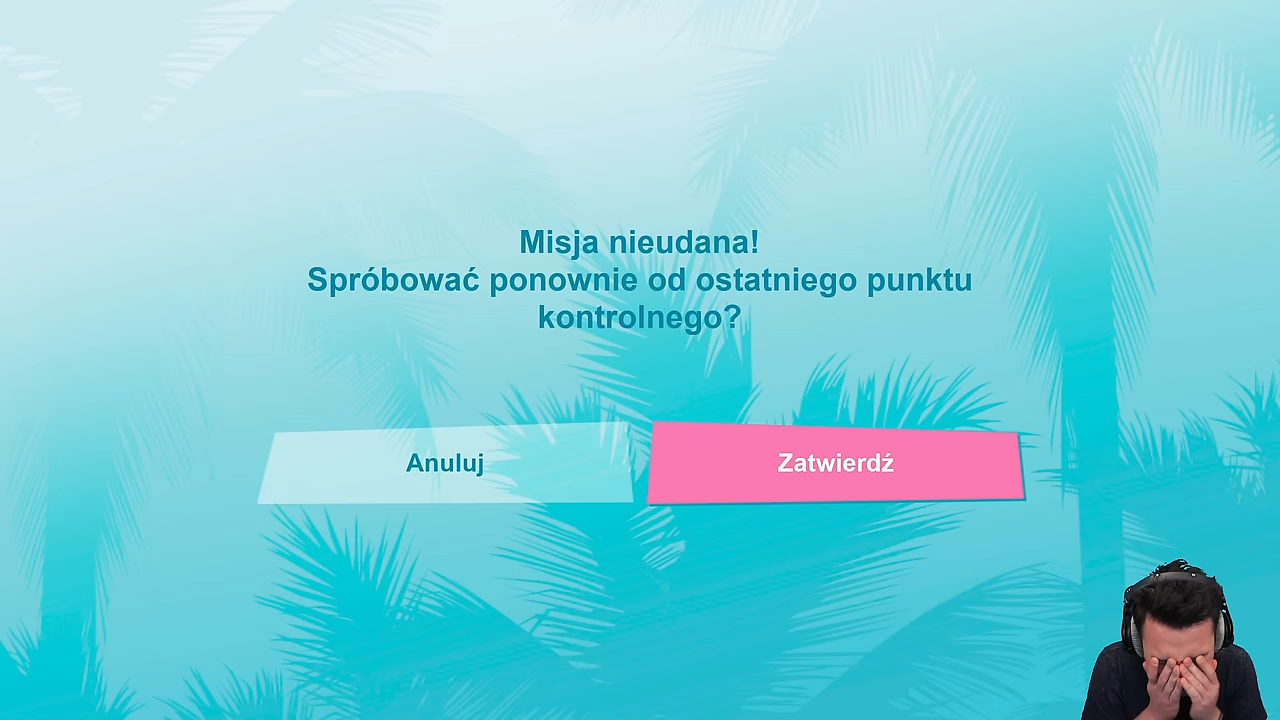 Misja nieudana!
Spróbować ponownie od ostatniego punktu
kontrolnego?
Anuluj
Zatwierdź